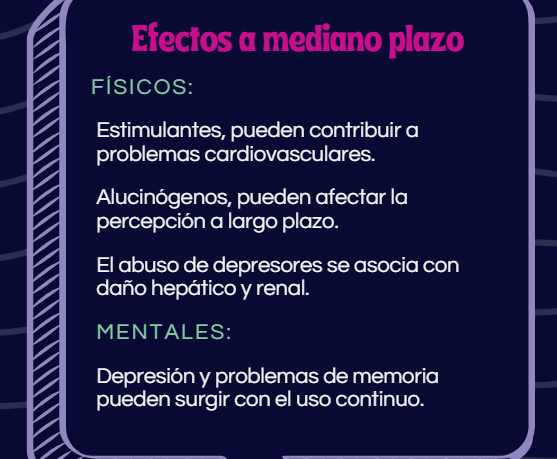 Efectos a mediano plazo
FÍSICOS:
Estimulantes, pueden contribuir a
problemas cardiovasculares.
Alucinógenos, pueden afectar la
percepción a largo plazo.
El abuso de depresores se asocia con
daño hepático y renal.
MENTALES:
Depresión y problemas de memoria
pueden surgir con el uso continuo.